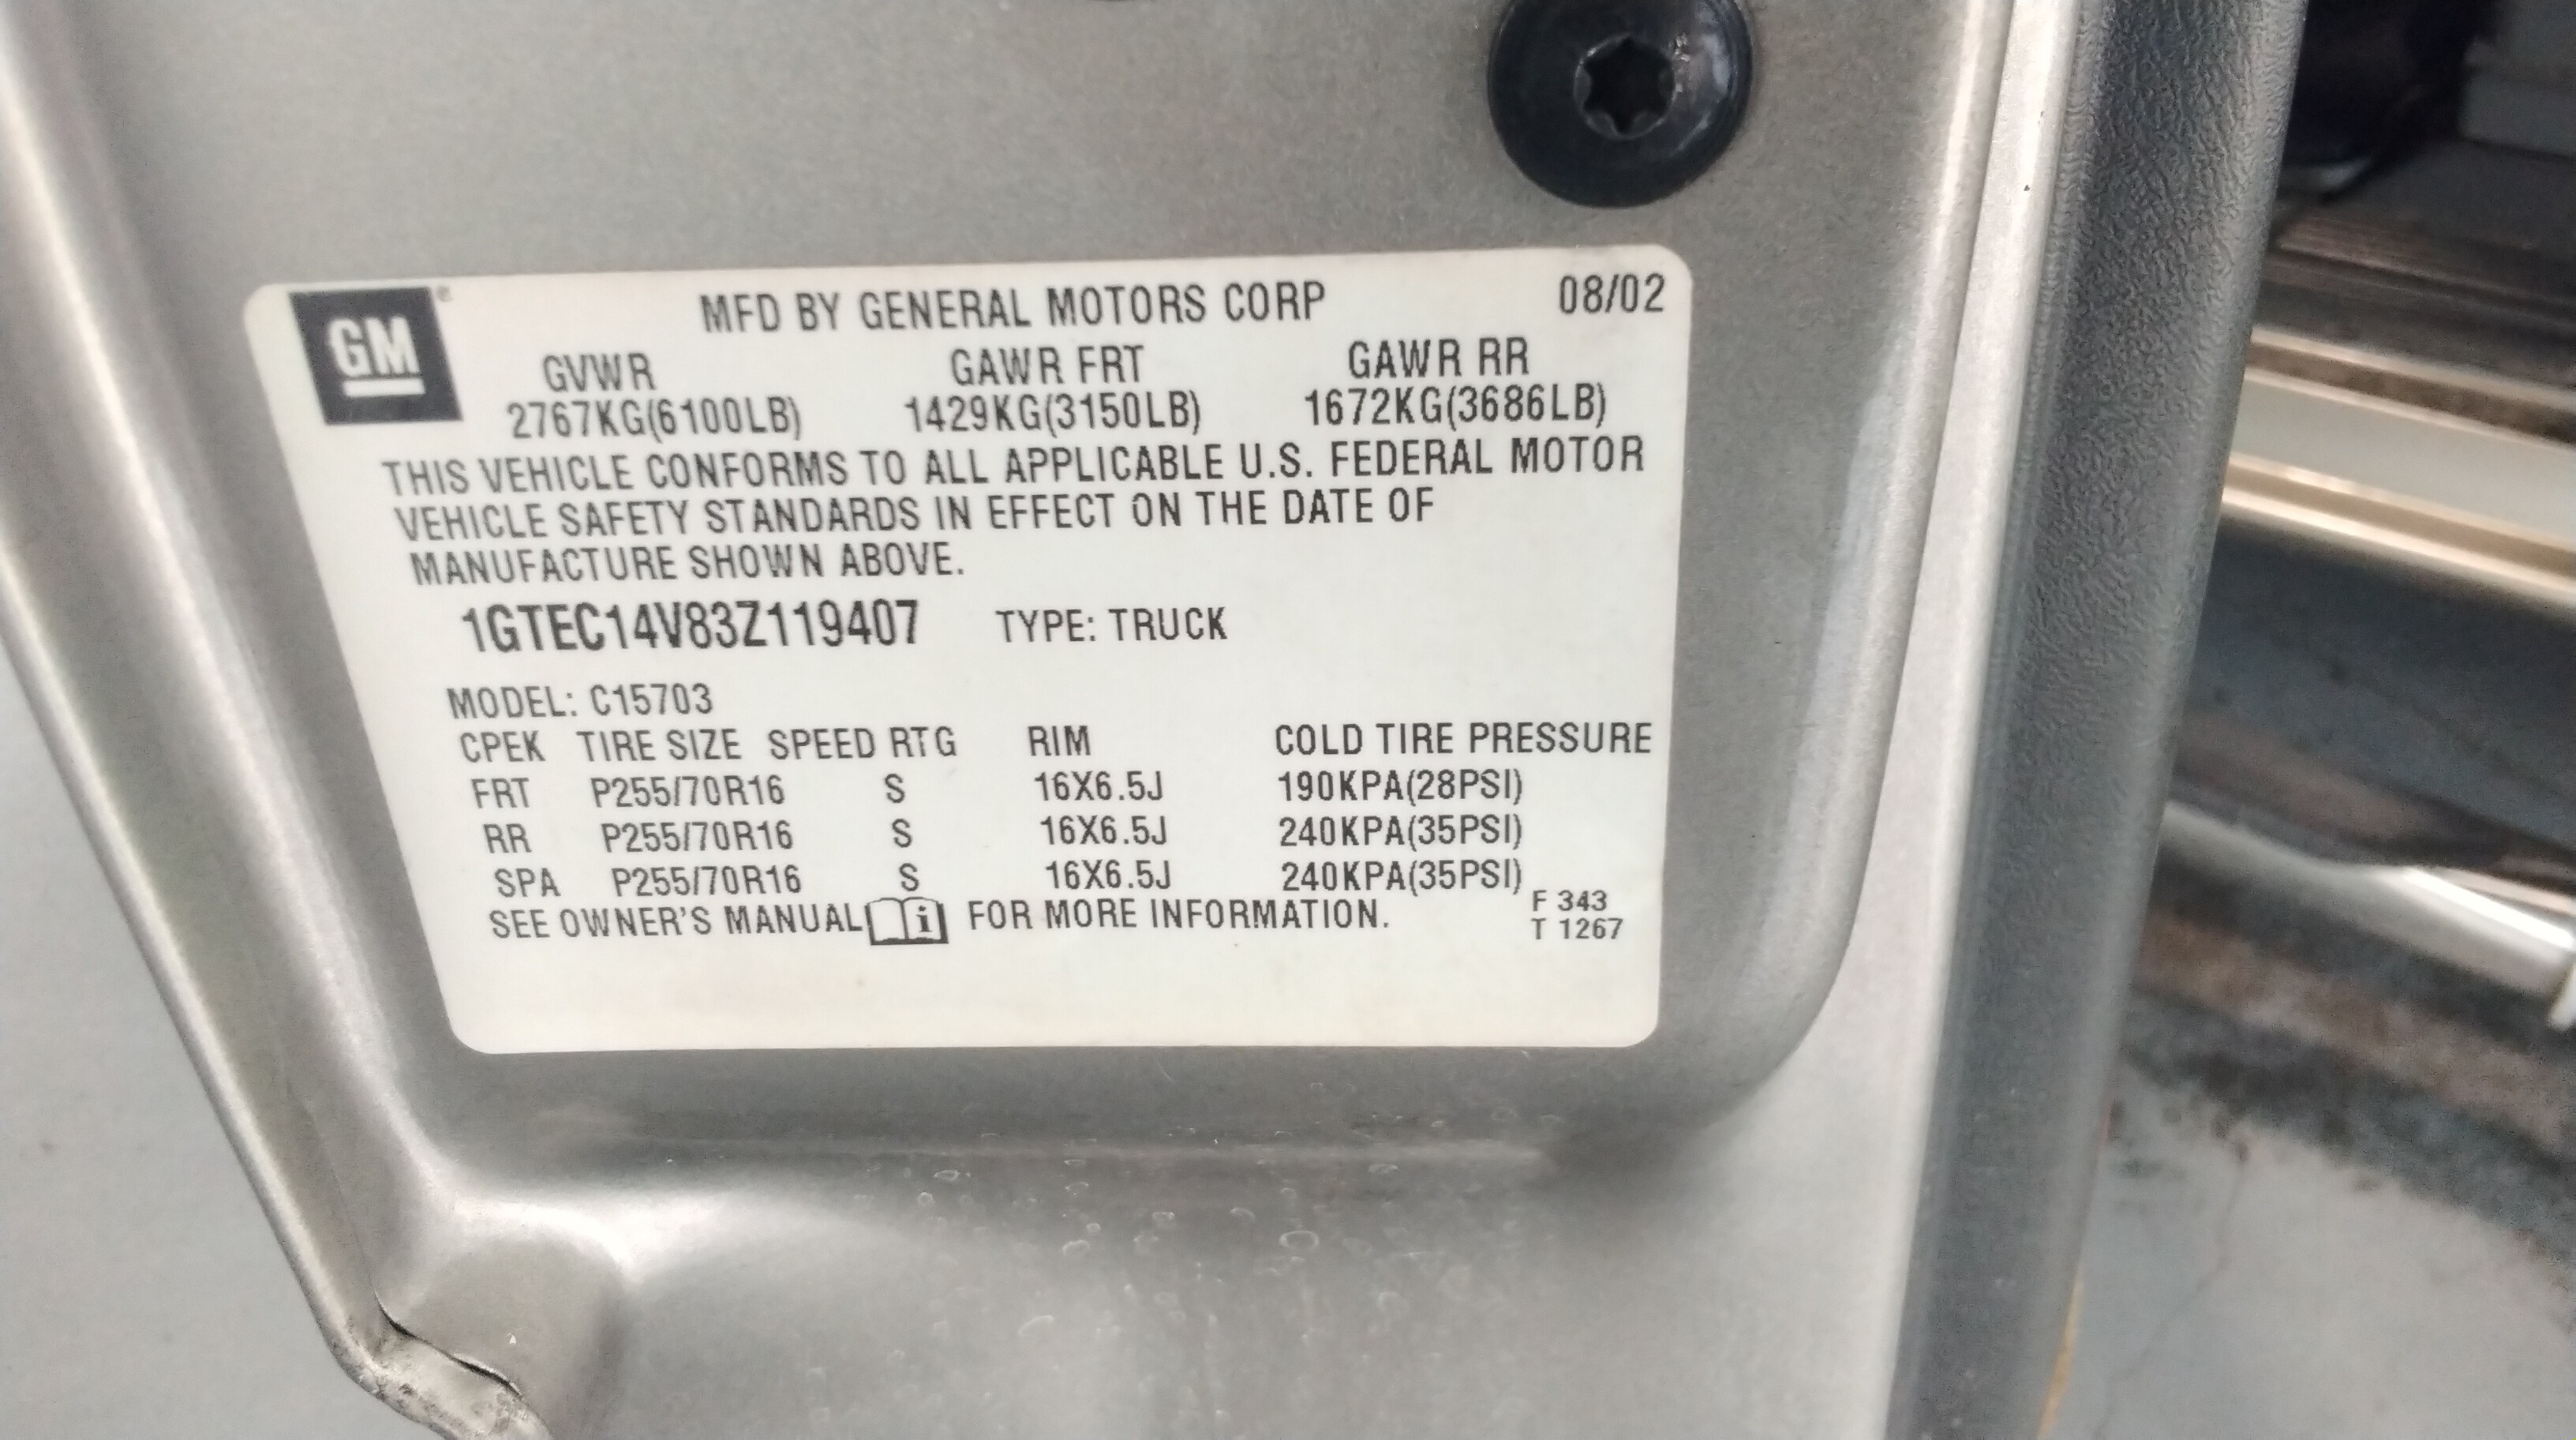 GM ®
MFD BY GENERAL MOTORS CORP 08/02
GVWR GAWR FRT GAWR RR
2767KG(6100LB) 1429KG(3150LB) 1672KG(3686LB)
THIS VEHICLE CONFORMS TO ALL APPLICABLE U.S. FEDERAL MOTOR
VEHICLE SAFETY STANDARDS IN EFFECT ON THE DATE OF
MANUFACTURE SHOWN ABOVE.
1GTEC14V83Z119407 TYPE: TRUCK
MODEL: C15703
CPEK TIRE SIZE SPEED RTG RIM COLD TIRE PRESSURE
FRT P255/70R16 S 16X6.5J 190KPA(28PSI)
RR P255/70R16 S 16X6.5J 240KPA(35PSI)
SPA P255/70R16 S 16X6.5J 240KPA(35PSI)
SEE OWNER'S MANUAL i FOR MORE INFORMATION.
F 343
T 1267